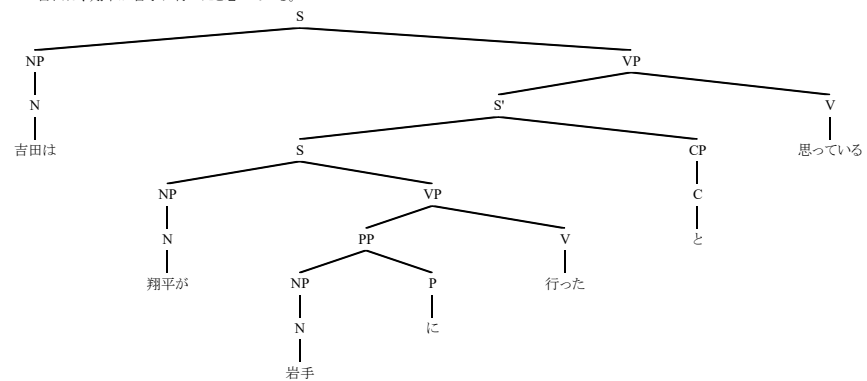 S
NP VP
N S' V
吉田は S CP 思っている
NP VP C
N PP V と
翔平が NP P 行った
N に
岩手